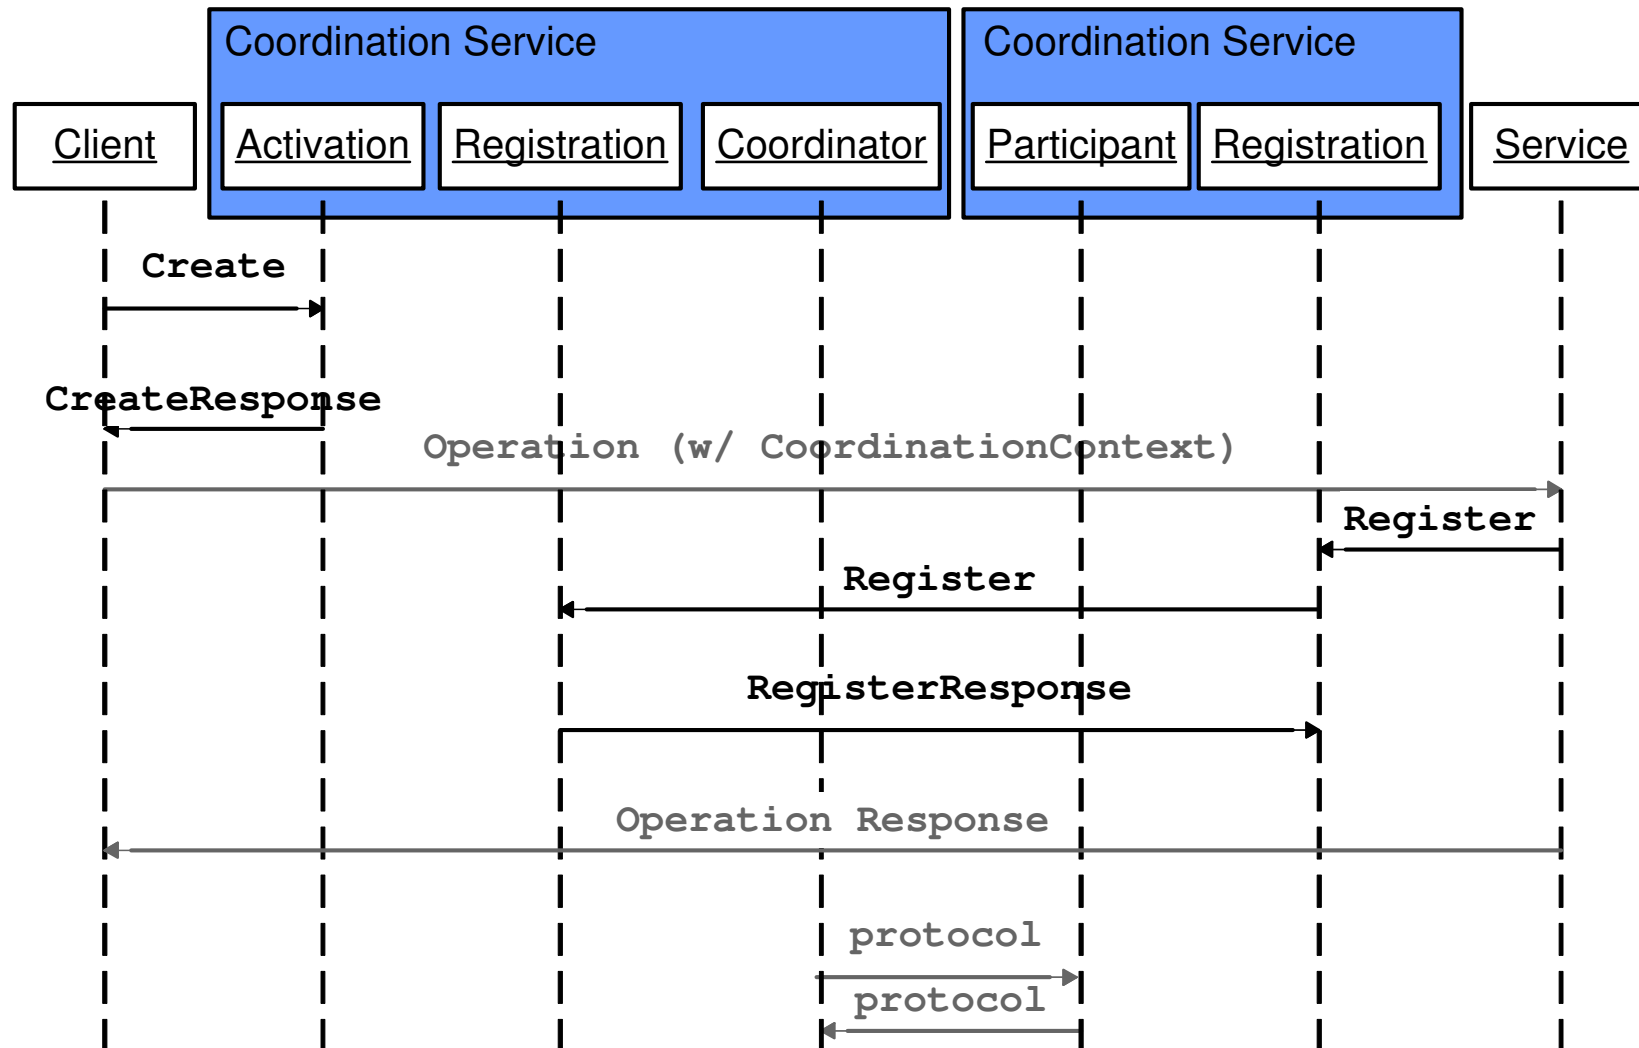 Coordination Service
Coordination Service
Client
Activation
Registration
Coordinator
Participant
Registration
Service
Create
CreateResponse
Operation (w/ CoordinationContext)
Register
Register
RegisterResponse
Operation Response
protocol
protocol